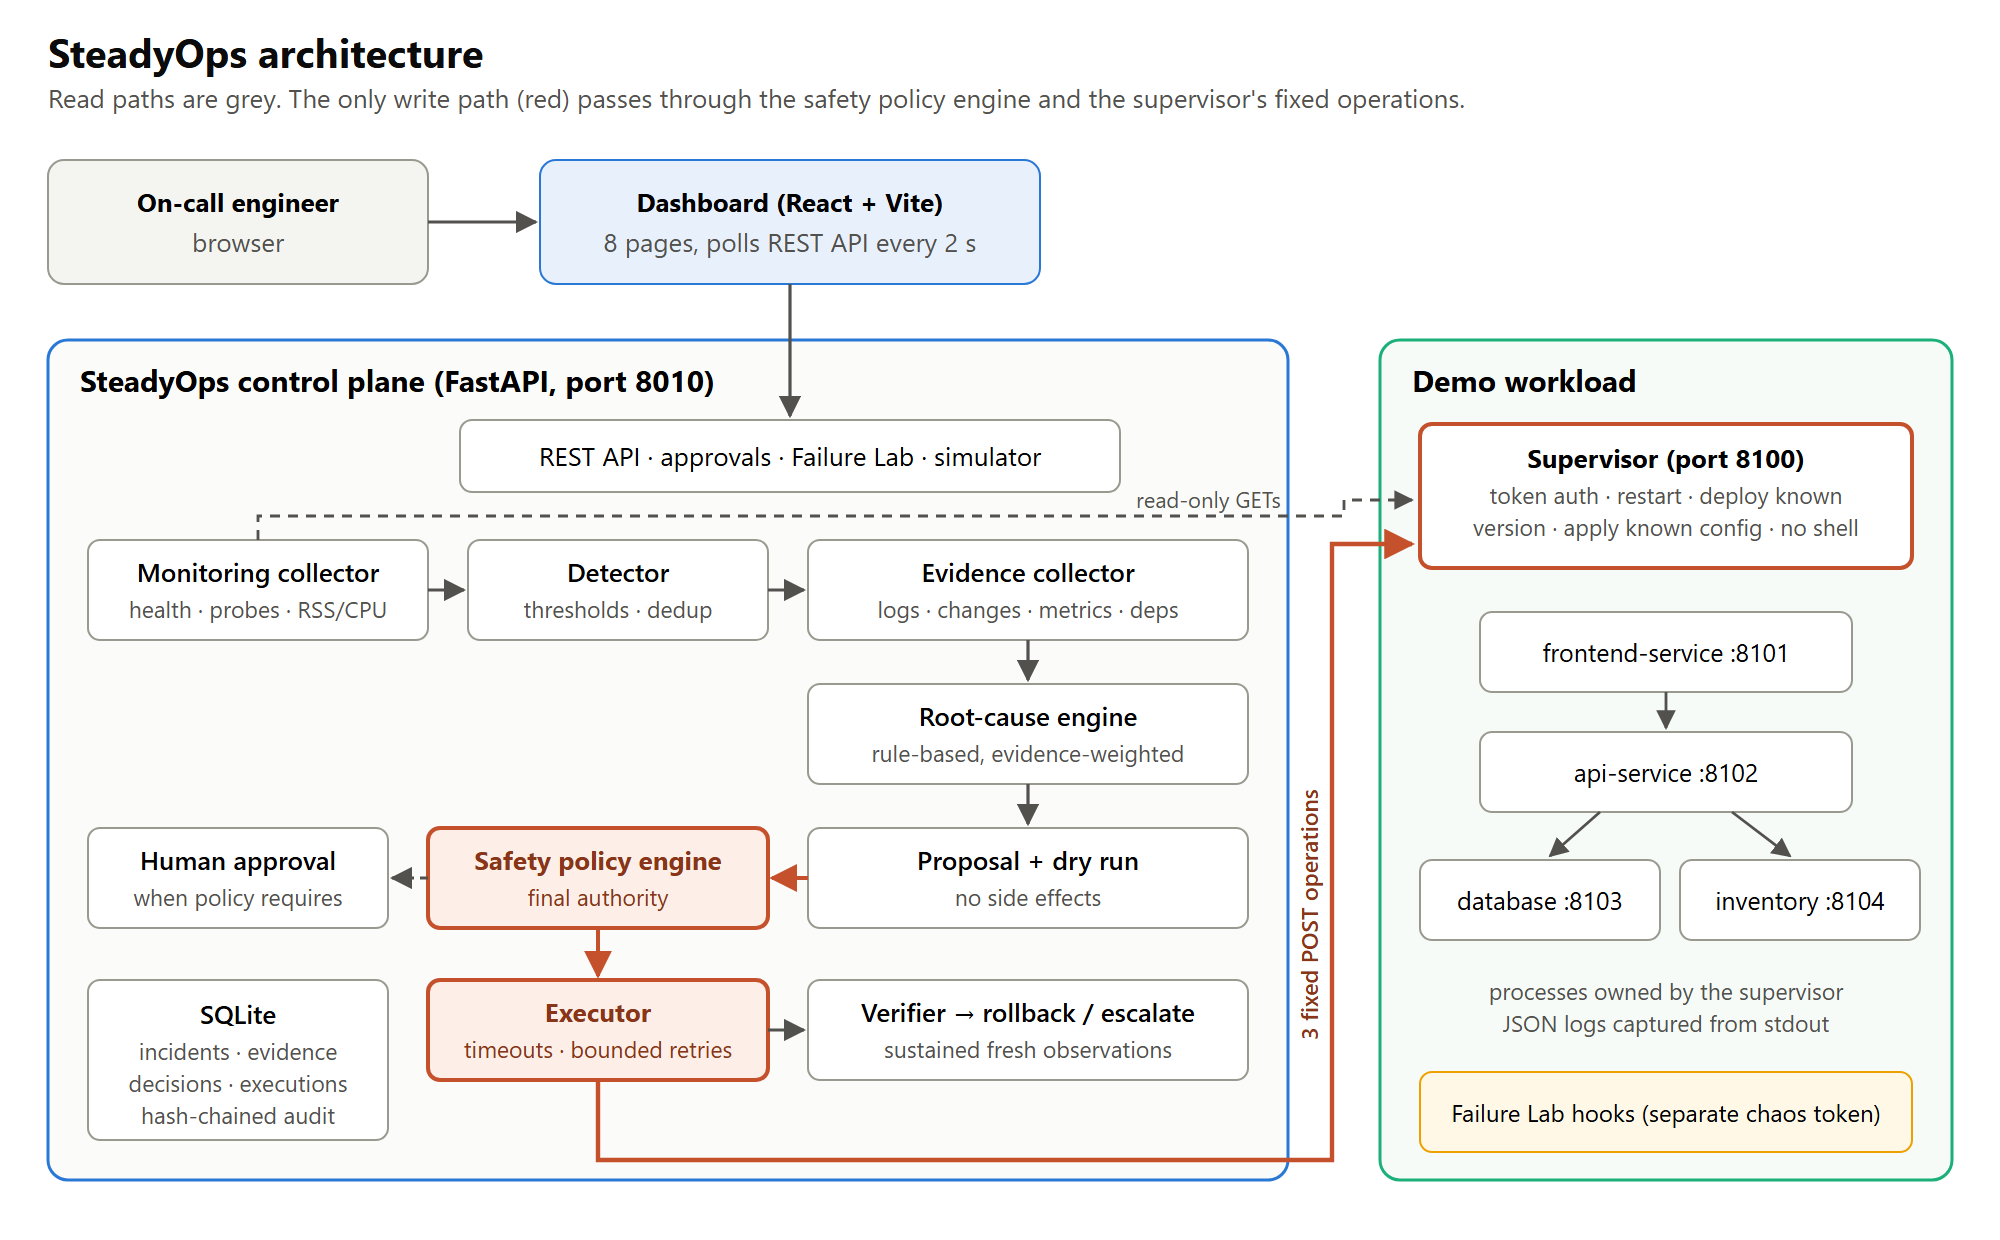 SteadyOps architecture
Read paths are grey. The only write path (red) passes through the safety policy engine and the supervisor's fixed operations.
On-call engineer
browser
Dashboard (React + Vite)
8 pages, polls REST API every 2 s
SteadyOps control plane (FastAPI, port 8010)
REST API · approvals · Failure Lab · simulator
read-only GETs
Monitoring collector
health · probes · RSS/CPU
Detector
thresholds · dedup
Evidence collector
logs · changes · metrics · deps
Root-cause engine
rule-based, evidence-weighted
Human approval
when policy requires
Safety policy engine
final authority
Proposal + dry run
no side effects
SQLite
incidents · evidence
decisions · executions
hash-chained audit
Executor
timeouts · bounded retries
Verifier → rollback / escalate
sustained fresh observations
3 fixed POST operations
Demo workload
Supervisor (port 8100)
token auth · restart · deploy known
version · apply known config · no shell
frontend-service :8101
api-service :8102
database :8103
inventory :8104
processes owned by the supervisor
JSON logs captured from stdout
Failure Lab hooks (separate chaos token)